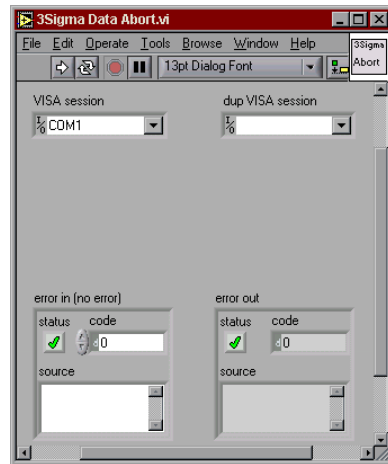 3Sigma Data Abort.vi
File Edit Operate Tools Browse Window Help
3Sigma
Abort
13pt Dialog Font
VISA session
dup VISA session
I/O COM1
I/O
error in (no error)
error out
status code
status code
d 0
d 0
source
source